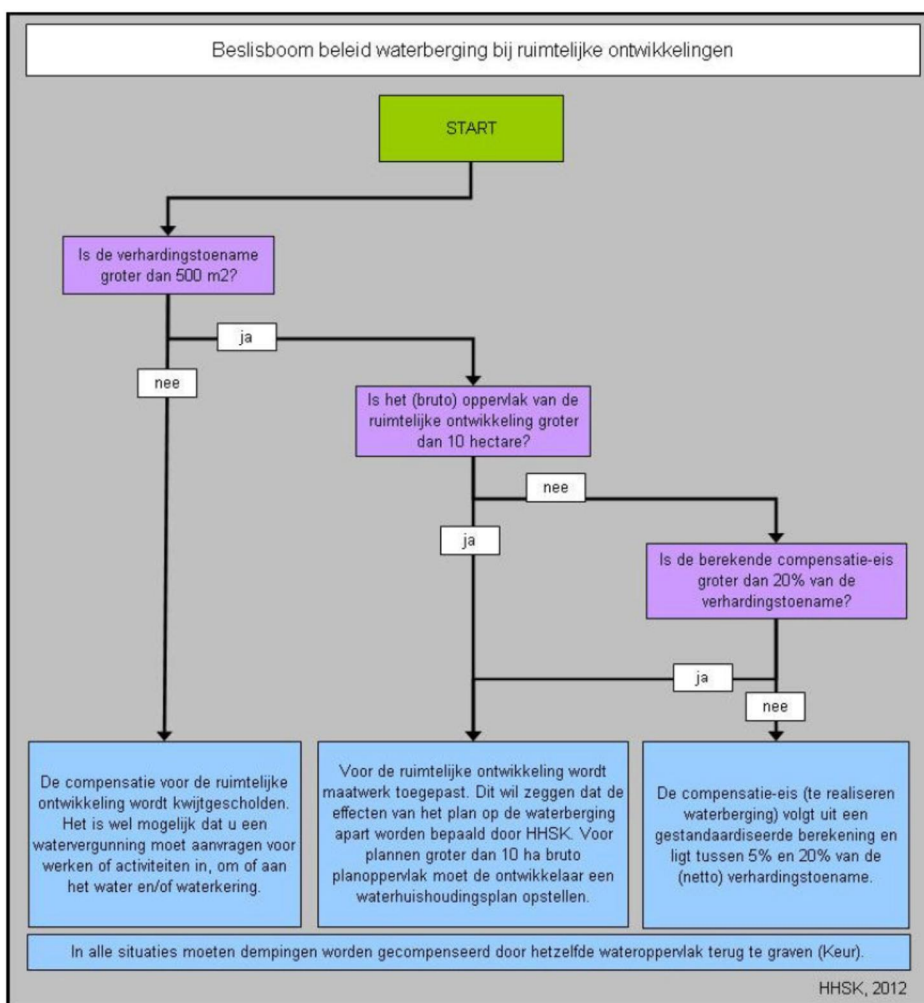 Beslisboom beleid waterberging bij ruimtelijke ontwikkelingen
START
Is de verhardingstoename
groter dan 500 m2?
ja
nee
Is het (bruto) oppervlak van de
ruimtelijke ontwikkeling groter
dan 10 hectare?
nee
ja
Is de berekende compensatie-eis
groter dan 20% van de
verhardingstoename?
ja
nee
De compensatie voor de ruimtelijke
ontwikkeling wordt kwijtgescholden.
Het is wel mogelijk dat u een
watervergunning moet aanvragen voor
werken of activiteiten in, om of aan
het water en/of waterkering.
Voor de ruimtelijke ontwikkeling wordt
maatwerk toegepast. Dit wil zeggen dat de
effecten van het plan op de waterberging
apart worden bepaald door HHSK. Voor
plannen groter dan 10 ha bruto
planoppervlak moet de ontwikkelaar een
waterhuishoudingsplan opstellen.
De compensatie-eis (te realiseren
waterberging) volgt uit een
gestandaardiseerde berekening en
ligt tussen 5% en 20% van de
(netto) verhardingstoename.
In alle situaties moeten dempingen worden gecompenseerd door hetzelfde wateroppervlak terug te graven (Keur).
HHSK, 2012